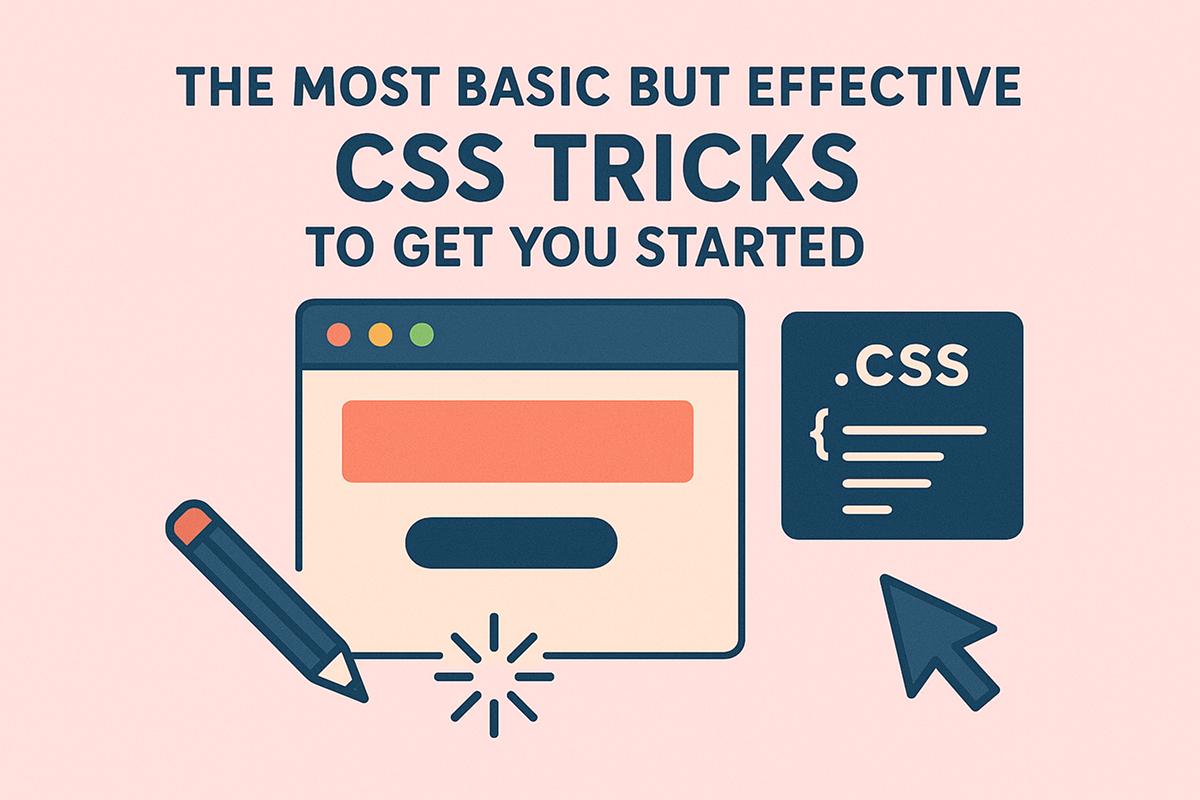 THE MOST BASIC BUT EFFECTIVE
CSS TRICKS
TO GET YOU STARTED
.CSS
{